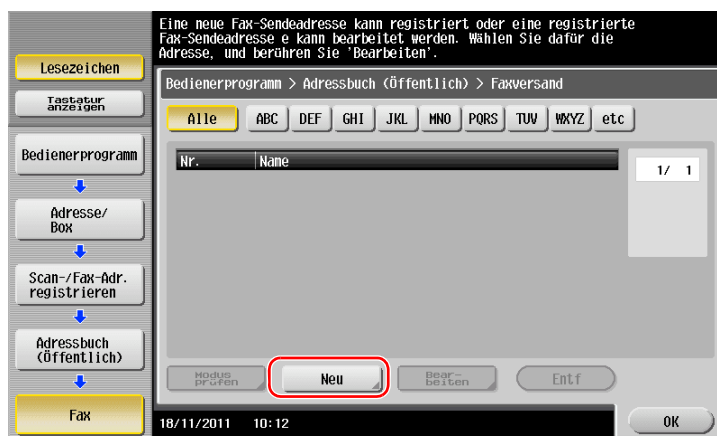 Eine neue Fax-Sendeadresse kann registriert oder eine registrierte
Fax-Sendeadresse e kann bearbeitet werden. Wählen Sie dafür die
Adresse, und berühren Sie 'Bearbeiten'.
Lesezeichen
Tastatur
anzeigen
Bedienerprogramm
Adresse/
Box
Scan-/Fax-Adr.
registrieren
Adressbuch
(Öffentlich)
Fax
Bedienerprogramm > Adressbuch (Öffentlich) > Faxversand
Alle ABC DEF GHI JKL MNO PQRS TUV WXYZ etc
Nr. Name
1/ 1
Modus
prüfen
Neu
Bear-
beiten
Entf
18/11/2011 10:12
OK